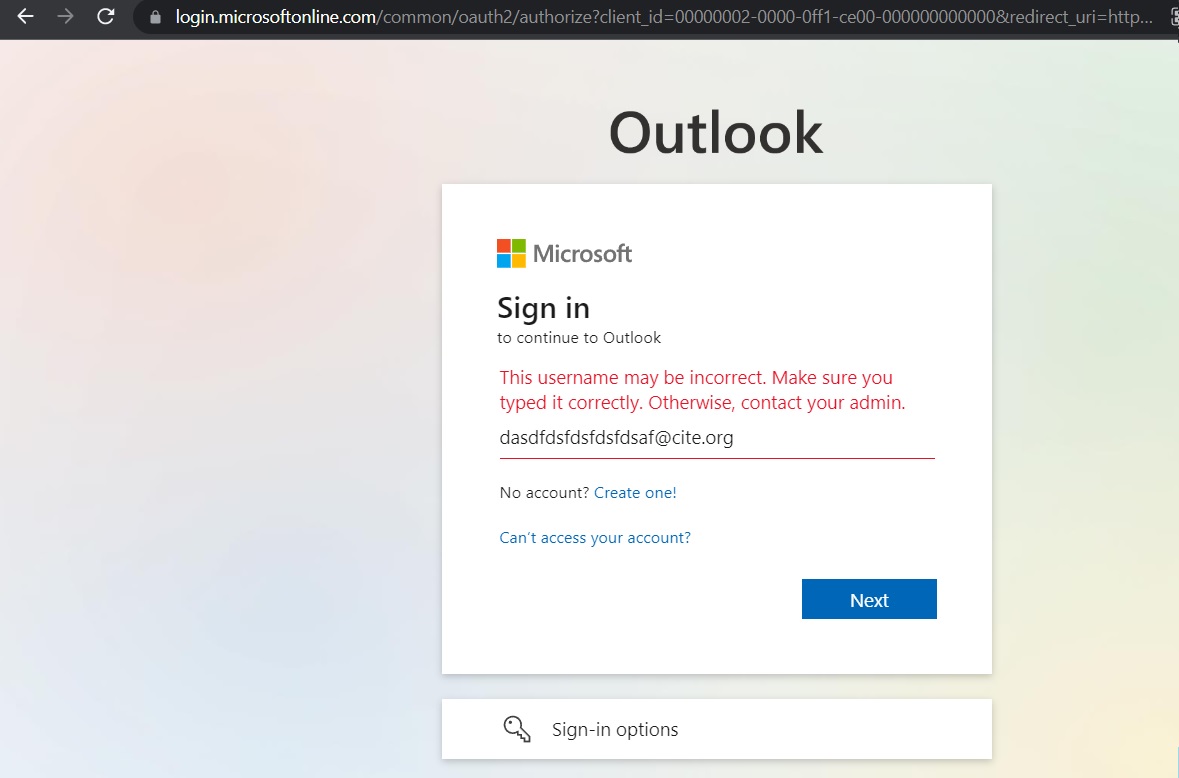 login.microsoftonline.com/common/oauth2/authorize?client_id=00000002-0000-0ff1-ce00-000000000000&redirect_uri=http...
Outlook
Microsoft
Sign in
to continue to Outlook
This username may be incorrect. Make sure you
typed it correctly. Otherwise, contact your admin.
dasdfdsfdsfdsfdsaf@cite.org
No account? Create one!
Can't access your account?
Next
Sign-in options